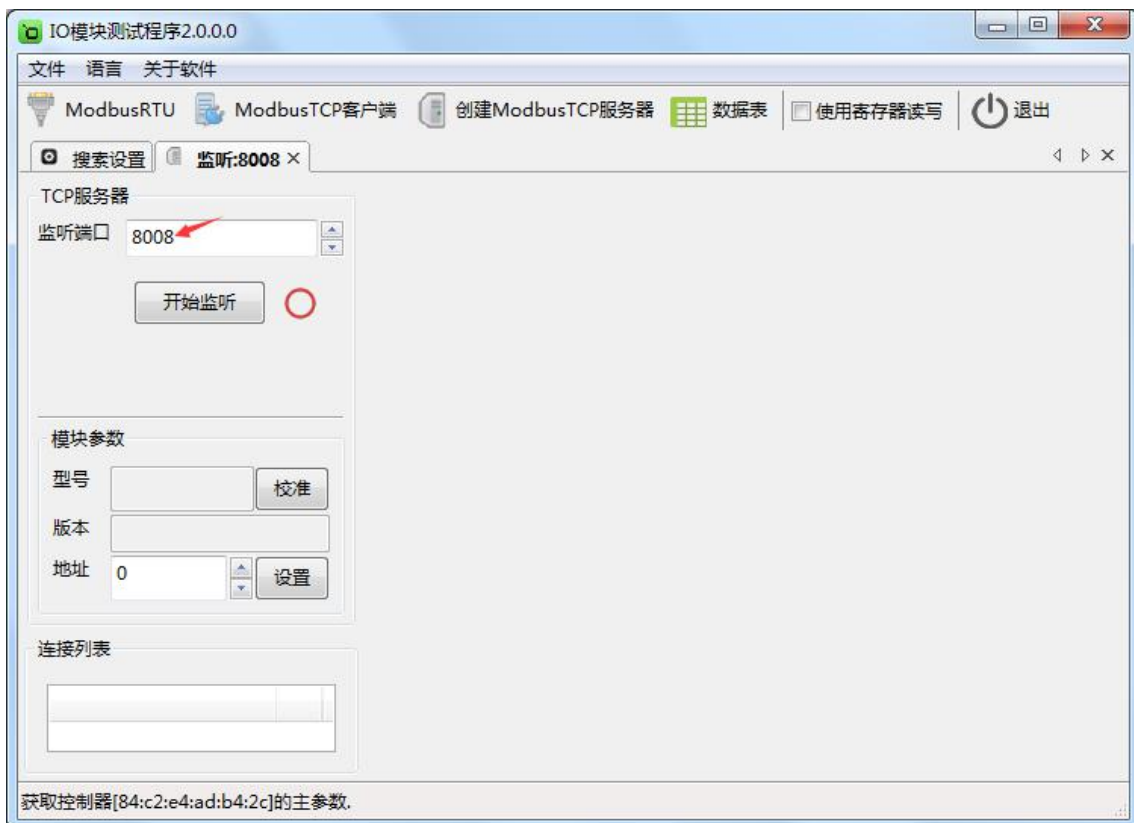 IO模块测试程序2.0.0.0
文件 语言 关于软件
ModbusRTU ModbusTCP客户端 创建ModbusTCP服务器 数据表 使用寄存器读写 退出
搜索设置 监听:8008
TCP服务器
监听端口 8008
开始监听
模块参数
型号 校准
版本
地址 0 设置
连接列表
获取控制器[84:c2:e4:ad:b4:2c]的主参数.